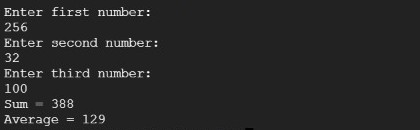 Enter first number:
256
Enter second number:
32
Enter third number:
100
Sum = 388
Average = 129